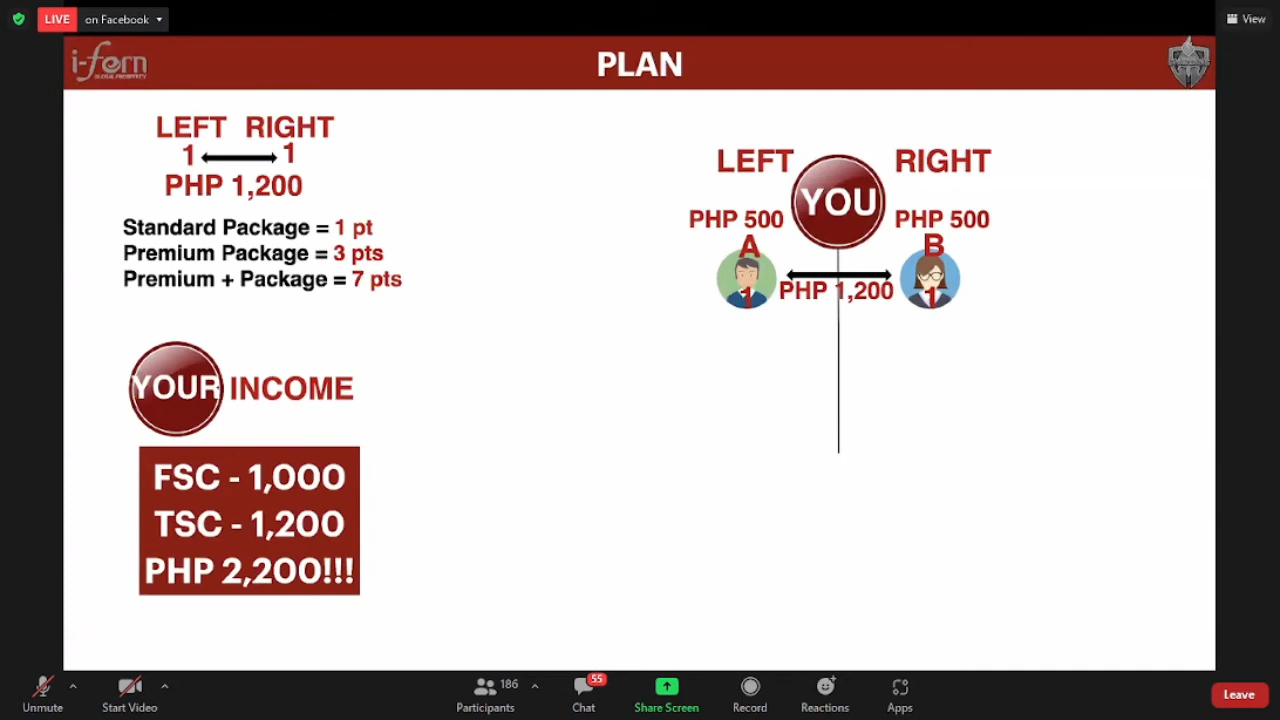 LIVE on Facebook
View
i-fern
GLOBAL PROSPERITY
PLAN
LEFT RIGHT
1 1
PHP 1,200
Standard Package = 1 pt
Premium Package = 3 pts
Premium + Package = 7 pts
YOUR INCOME
FSC - 1,000
TSC - 1,200
PHP 2,200!!!
LEFT YOU RIGHT
PHP 500 PHP 500
A B
1 PHP 1,200 1
Unmute
Start Video
186
Participants
55
Chat
Share Screen
Record
Reactions
Apps
Leave